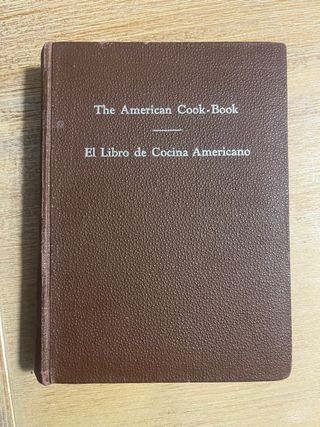 The American Cook-Book
El Libro de Cocina Americano